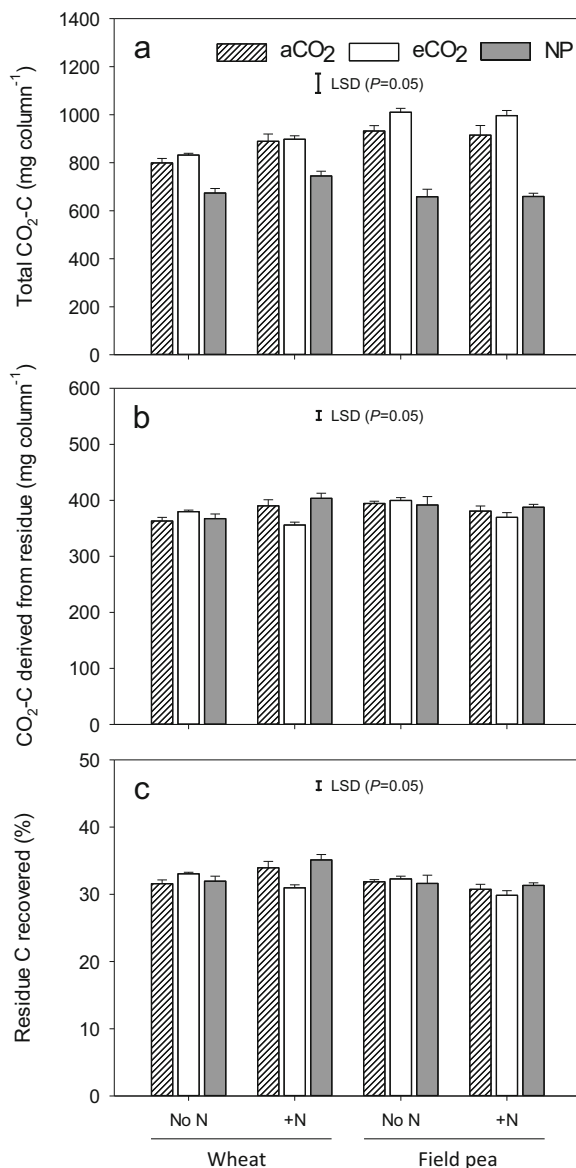 a
aCO₂ eCO₂ NP
LSD (P=0.05)
Total CO₂-C (mg column⁻¹)
1400
1200
1000
800
600
400
200
0
b
LSD (P=0.05)
CO₂-C derived from residue (mg column⁻¹)
600
500
400
300
200
100
0
c
LSD (P=0.05)
Residue C recovered (%)
50
40
30
20
10
0
No N +N No N +N
Wheat Field pea